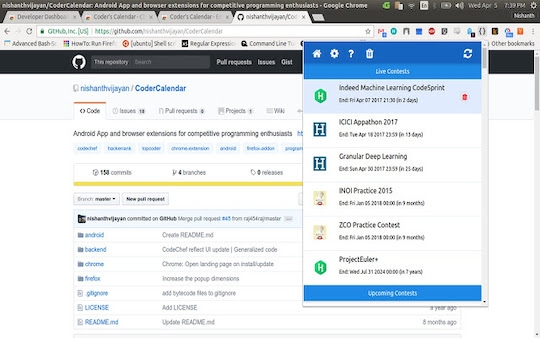 nishanthvijayan/CoderCalendar: Android App and browser extensions for competitive programming enthusiasts - Google Chrome
Wed Apr 5 7:39 PM
Developer Dashboa
Coder's Calendar - E
Coder's Calendar - E
nishanthvijayan/Co
Nishanth
GitHub, Inc. [US] https://github.com/nishanthvijayan/CoderCalendar
Advanced Bash-Sc
HowTo: Run Firef
[ubuntu] Shell scr
Regular Expression
Command Line Tu
Other bookmarks
This repository Search
Pull requests Issues Gist
nishanthvijayan / CoderCalendar
Code
Issues 18
Pull requests 0
Projects 1
Wiki
Android App and browser extensions for competitive programming enthusiasts
codechef hackerrank topcoder chrome-extension android firefox-addon
158 commits
4 branches
0 releases
Branch: master
New pull request
nishanthvijayan committed on GitHub Merge pull request #45 from raj454raj/master
android Create README.md
backend CodeChef reflect UI update | Generalized code
chrome Chrome: Open landing page on install/update
firefox Increase the popup dimensions
.gitignore add bytecode files to gitignore
LICENSE Add LICENSE a year ago
README.md Update README.md 8 months ago
Live Contests
Indeed Machine Learning CodeSprint
End: Fri Apr 07 2017 21:30 (in 2 days)
ICICI Appathon 2017
End: Tue Apr 18 2017 23:59 (in 13 days)
Granular Deep Learning
End: Sun Apr 30 2017 23:59 (in 25 days)
INOI Practice 2015
End: Fri Jan 05 2018 00:00 (in 9 months)
ZCO Practice Contest
End: Fri Jan 05 2018 00:00 (in 9 months)
ProjectEuler+
End: Wed Jul 31 2024 00:00 (in 7 years)
Upcoming Contests